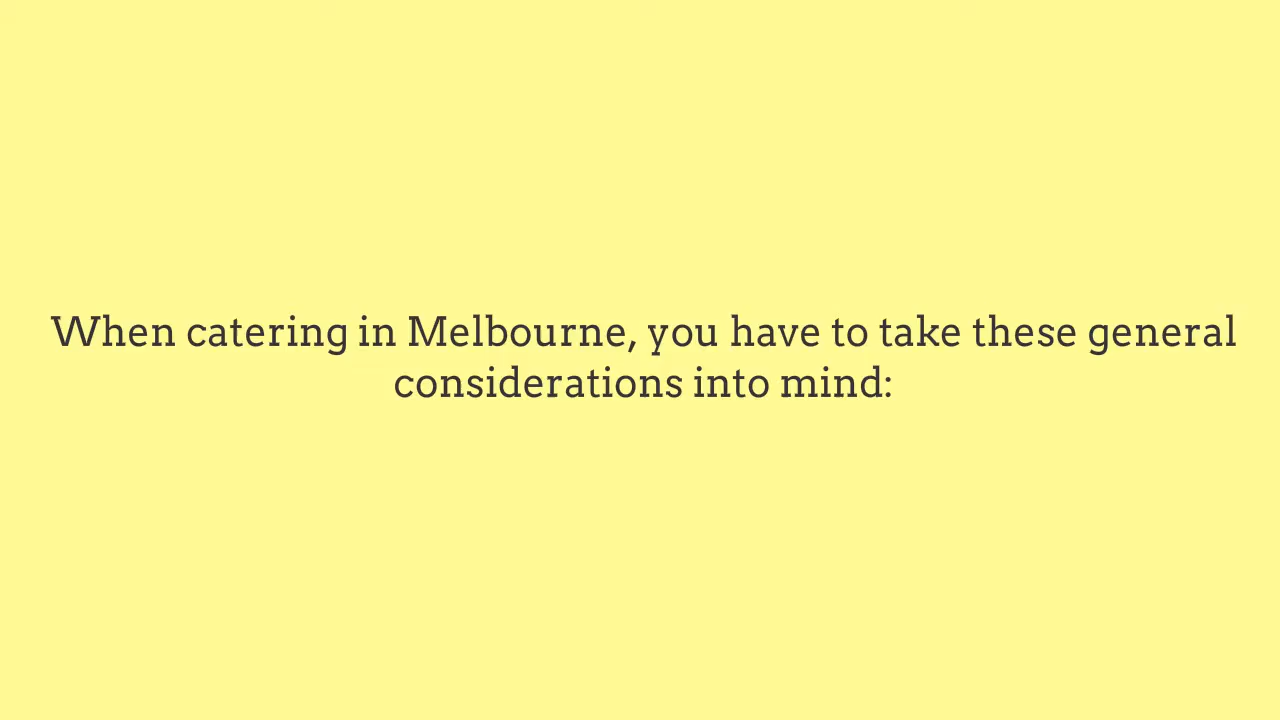 When catering in Melbourne, you have to take these general
considerations into mind: